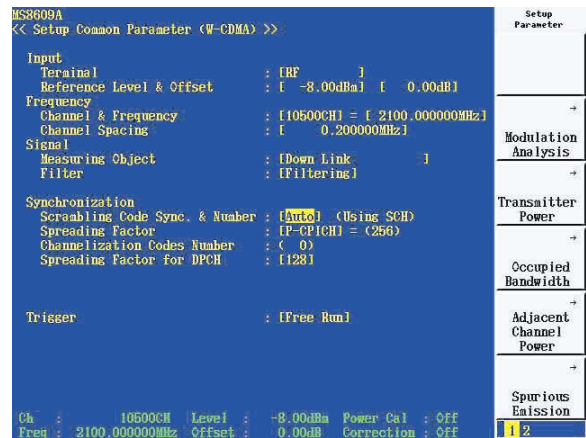 MS8609A
<< Setup Common Parameter (W-CDMA) >>
Input
Terminal : [RF ]
Reference Level & Offset : [ -8.00dBm] [ 0.00dB]
Frequency
Channel & Frequency : [10500CH] = [ 2100.000000MHz]
Channel Spacing : [ 0.200000MHz]
Signal
Measuring Object : [Down Link ]
Filter : [Filtering]
Synchronization
Scrambling Code Sync. & Number : [Auto] (Using SCH)
Spreading Factor : [P-CPICH] = (256)
Channelization Codes Number : ( 0)
Spreading Factor for DPCH : [128]
Trigger : [Free Run]
Ch : 10500CH Level : -8.00dBm Power Cal : Off
Freq : 2100.000000MHz Offset : 0.00dB Correction : Off
Setup
Parameter
→
Modulation
Analysis
→
Transmitter
Power
→
Occupied
Bandwidth
→
Adjacent
Channel
Power
→
Spurious
Emission
1 2